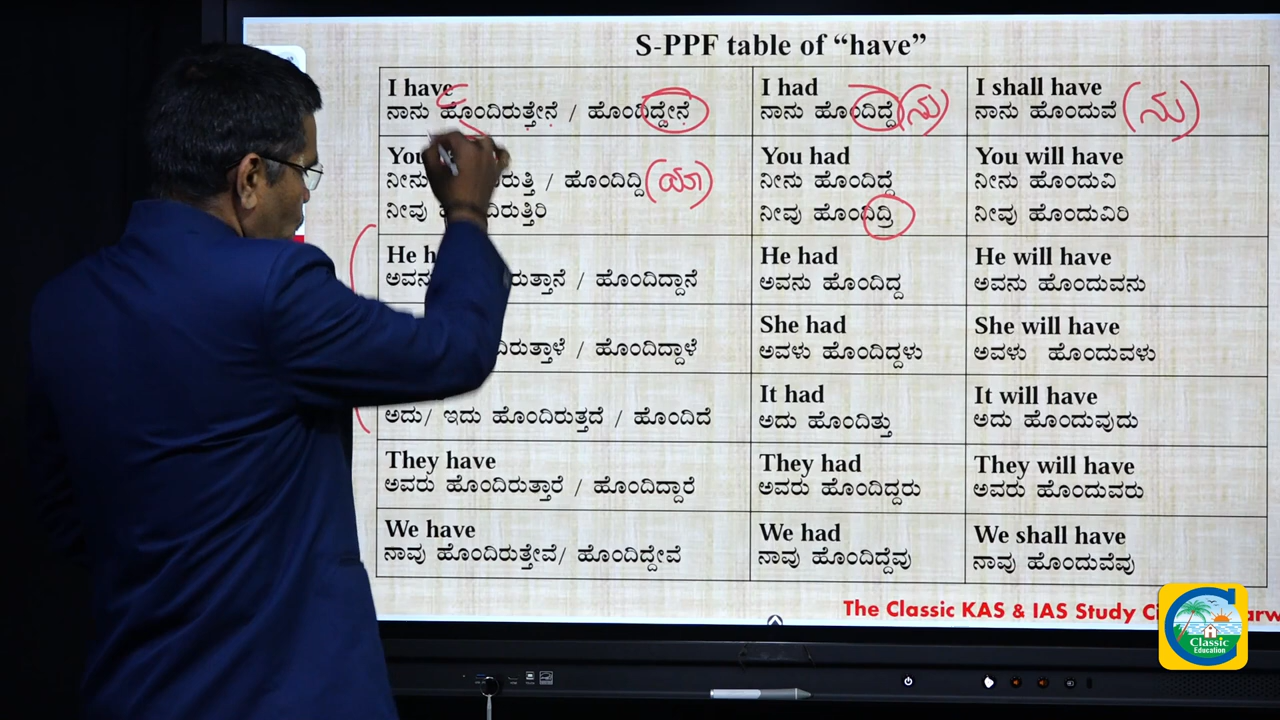 S-PPF table of “have”
I have
ನಾನು ಹೊಂದಿರುತ್ತೇನೆ / ಹೊಂದಿದ್ದೇನೆ
I had
ನಾನು ಹೊಂದಿದ್ದೆ (ನು)
I shall have
ನಾನು ಹೊಂದುವೆ (ನು)
You
ನೀನು / ಹೊಂದಿದ್ದಿ (ಯಾ)
ನೀವು
You had
ನೀನು ಹೊಂದಿದ್ದೆ
ನೀವು ಹೊಂದಿದ್ರಿ
You will have
ನೀನು ಹೊಂದುವಿ
ನೀವು ಹೊಂದುವಿರಿ
He
/ ಹೊಂದಿದ್ದಾನೆ
He had
ಅವನು ಹೊಂದಿದ್ದ
He will have
ಅವನು ಹೊಂದುವನು
/ ಹೊಂದಿದ್ದಾಳೆ
She had
ಅವಳು ಹೊಂದಿದ್ದಳು
She will have
ಅವಳು ಹೊಂದುವಳು
ಅದು/ ಇದು ಹೊಂದಿರುತ್ತದೆ / ಹೊಂದಿದೆ
It had
ಅದು ಹೊಂದಿತ್ತು
It will have
ಅದು ಹೊಂದುವುದು
They have
ಅವರು ಹೊಂದಿರುತ್ತಾರೆ / ಹೊಂದಿದ್ದಾರೆ
They had
ಅವರು ಹೊಂದಿದ್ದರು
They will have
ಅವರು ಹೊಂದುವರು
We have
ನಾವು ಹೊಂದಿರುತ್ತೇವೆ/ ಹೊಂದಿದ್ದೇವೆ
We had
ನಾವು ಹೊಂದಿದ್ದೆವು
We shall have
ನಾವು ಹೊಂದುವೆವು
The Classic KAS & IAS Study
Classic
Education